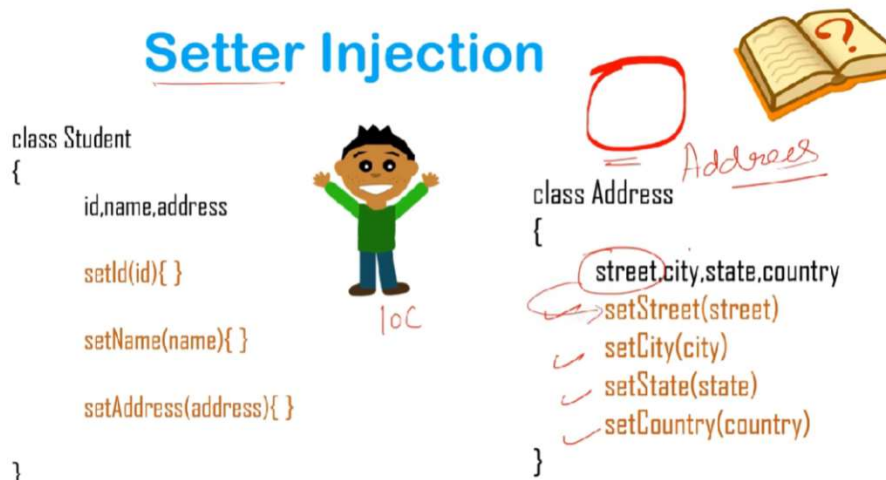 Setter Injection
?
class Student
{
id,name,address
setId(id){ }
setName(name){ }
setAddress(address){ }
}
IoC
Address
class Address
{
street,city,state,country
setStreet(street)
setCity(city)
setState(state)
setCountry(country)
}